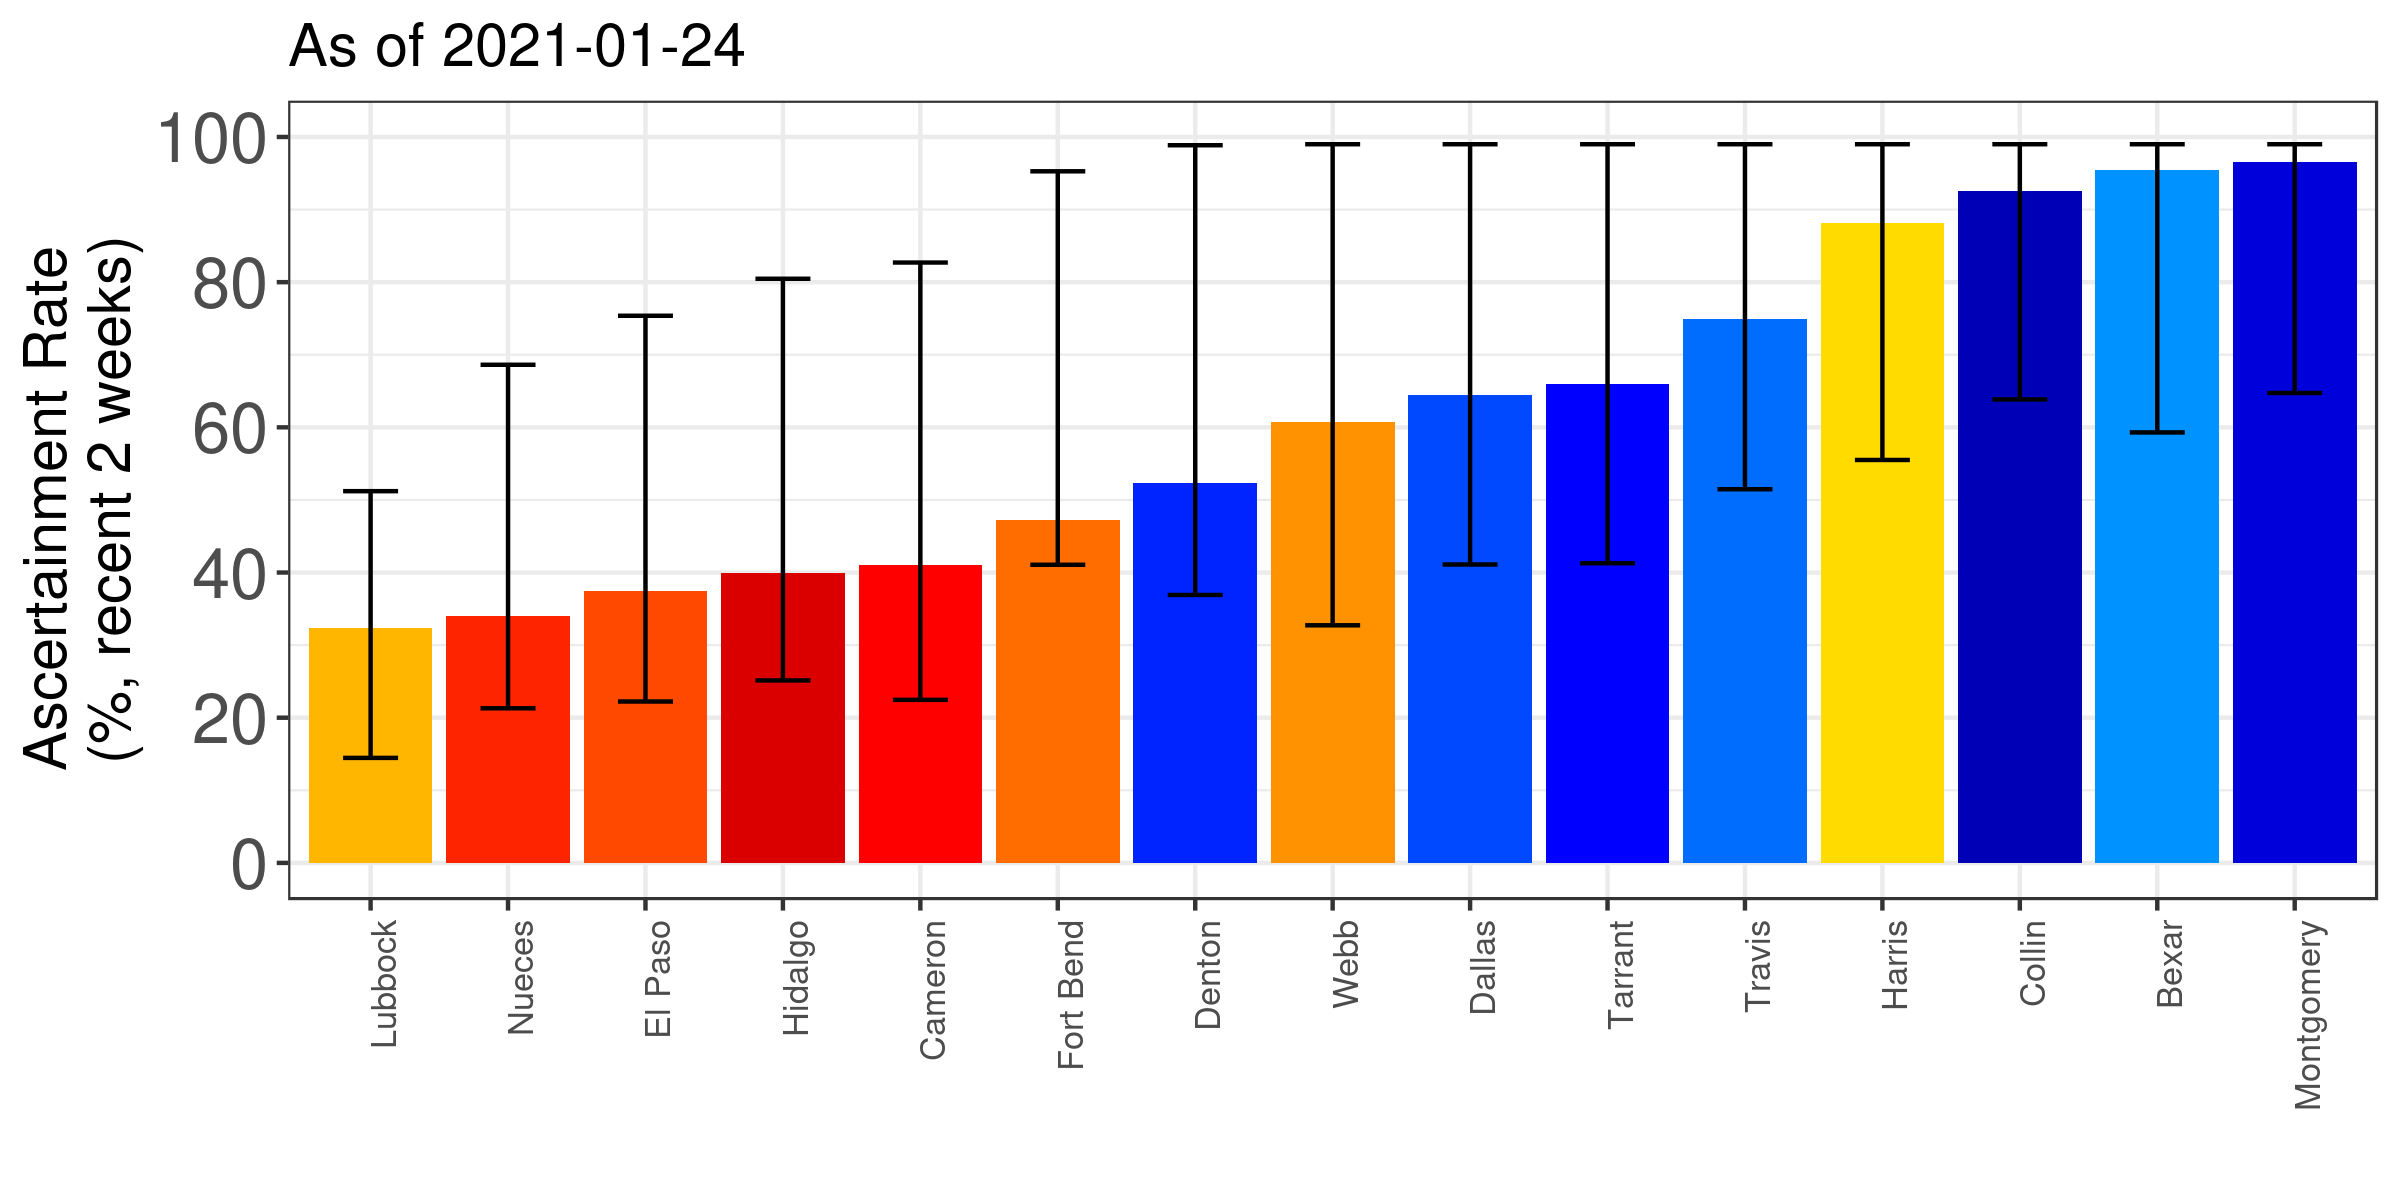 As of 2021-01-24
Ascertainment Rate
(%, recent 2 weeks)
100
80
60
40
20
0
Lubbock
Nueces
El Paso
Hidalgo
Cameron
Fort Bend
Denton
Webb
Dallas
Tarrant
Travis
Harris
Collin
Bexar
Montgomery